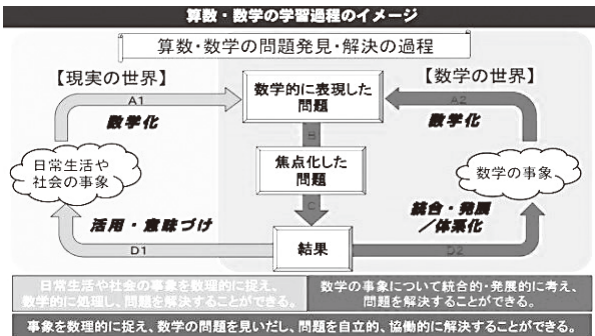 算数・数学の学習過程のイメージ
算数・数学の問題発見・解決の過程
【現実の世界】
【数学の世界】
数学的に表現した
問題
A1
A2
数学化
数学化
B
日常生活や
社会の事象
焦点化した
問題
数学の事象
C
活用・意味づけ
統合・発展
/体系化
結果
D1
D2
日常生活や社会の事象を数理的に捉え、
数学的に処理し、問題を解決することができる。
数学の事象について統合的・発展的に考え、
問題を解決することができる。
事象を数理的に捉え、数学の問題を見いだし、問題を自立的、協働的に解決することができる。